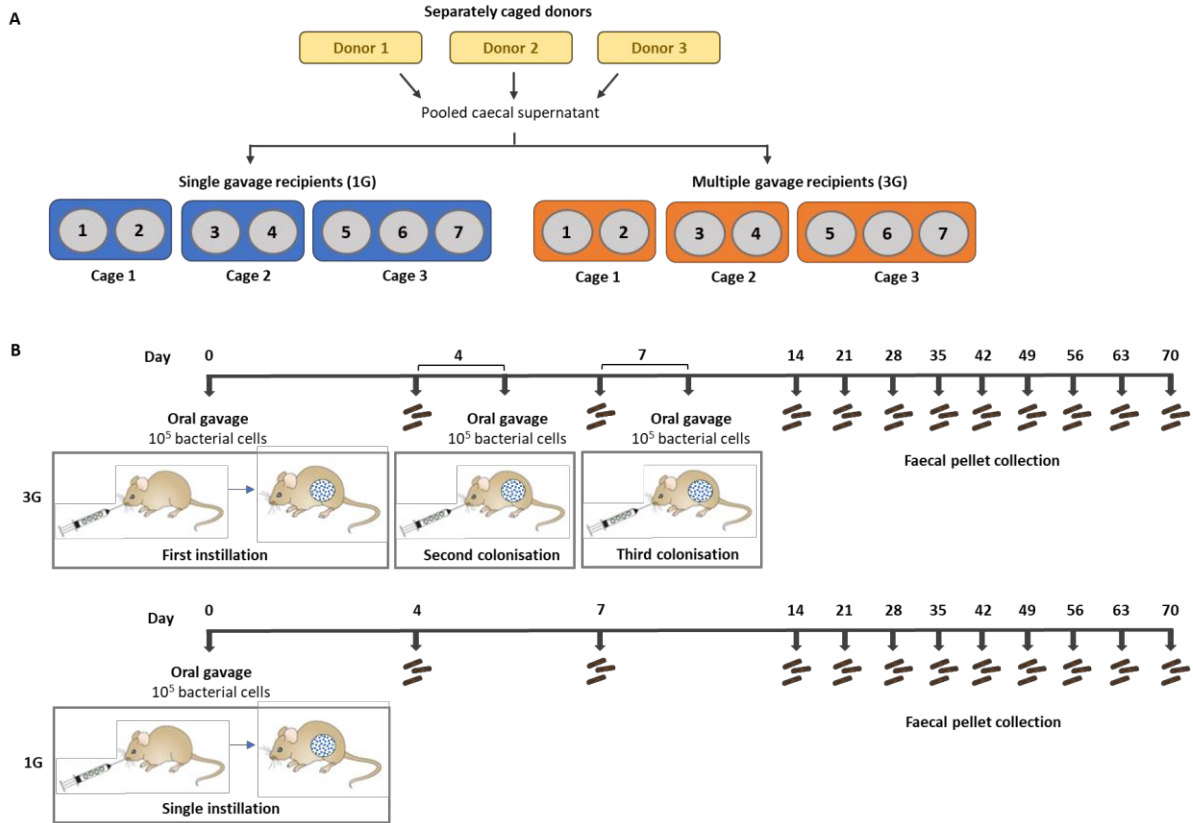 A
Separately caged donors
Donor 1 Donor 2 Donor 3
Pooled caecal supernatant
Single gavage recipients (1G) Multiple gavage recipients (3G)
1 2 3 4 5 6 7 1 2 3 4 5 6 7
Cage 1 Cage 2 Cage 3 Cage 1 Cage 2 Cage 3
B
Day 0 4 7 14 21 28 35 42 49 56 63 70
Oral gavage Oral gavage Oral gavage
10⁵ bacterial cells 10⁵ bacterial cells 10⁵ bacterial cells
Faecal pellet collection
3G
First instillation Second colonisation Third colonisation
Day 0 4 7 14 21 28 35 42 49 56 63 70
Oral gavage
10⁵ bacterial cells
Faecal pellet collection
1G
Single instillation